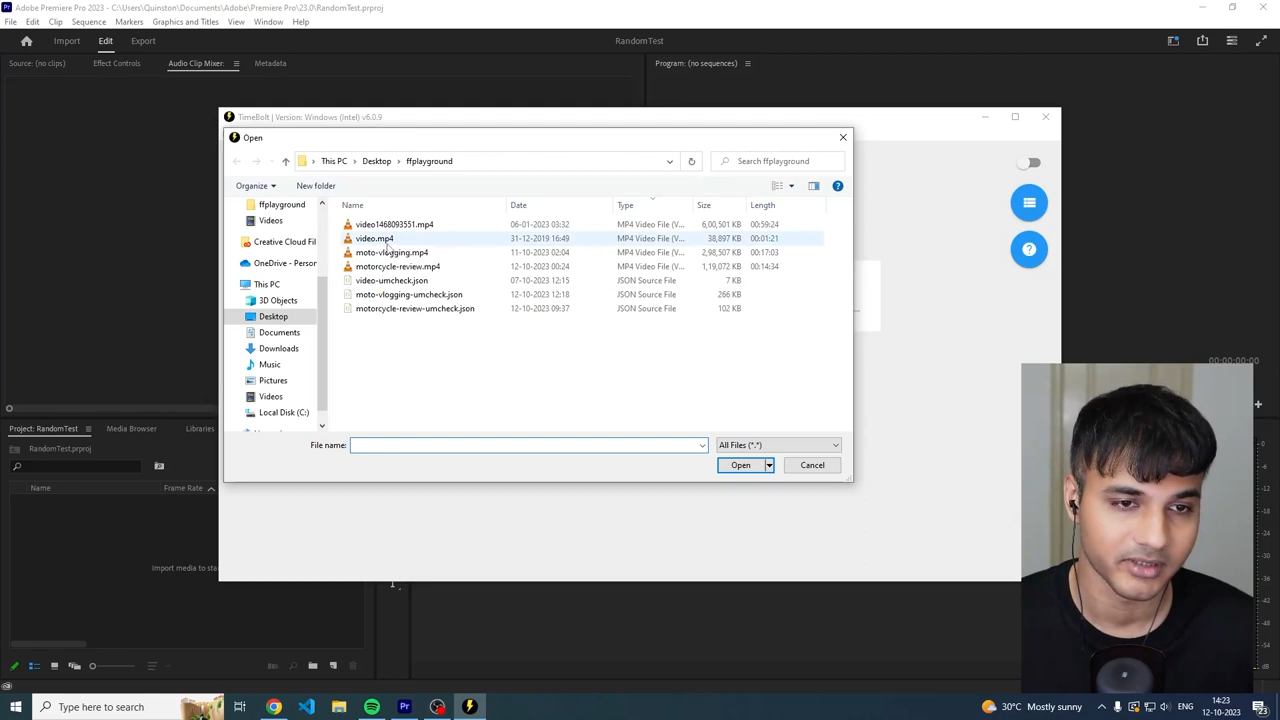 Adobe Premiere Pro 2023 - C:\Users\Quinston\Documents\Adobe\Premiere Pro\23.0\RandomTest.prproj
File Edit Clip Sequence Markers Graphics and Titles View Window Help
Import Edit Export RandomTest
Source: (no clips) Effect Controls Audio Clip Mixer: Metadata Program: (no sequences)
TimeBolt | Version: Windows (Intel) v6.0.9
Open
This PC > Desktop > ffplayground Search ffplayground
Organize New folder
Name Date Type Size Length
video1468093551.mp4 06-01-2023 03:32 MP4 Video File (V... 6,00,501 KB 00:59:24
video.mp4 31-12-2019 16:49 MP4 Video File (V... 38,897 KB 00:01:21
moto-vlogging.mp4 11-10-2023 02:04 MP4 Video File (V... 2,98,507 KB 00:17:03
motorcycle-review.mp4 12-10-2023 00:24 MP4 Video File (V... 1,19,072 KB 00:14:34
video-umcheck.json 07-10-2023 12:15 JSON Source File 7 KB
moto-vlogging-umcheck.json 12-10-2023 12:18 JSON Source File 266 KB
motorcycle-review-umcheck.json 12-10-2023 09:37 JSON Source File 102 KB
ffplayground
Videos
Creative Cloud Fil
OneDrive - Person
This PC
3D Objects
Desktop
Documents
Downloads
Music
Pictures
Videos
Local Disk (C:)
File name: All Files (*.*)
Open Cancel
00:00:00:00
Project: RandomTest Media Browser Libraries
RandomTest.prproj
Name Frame Rate
Import media to sta
0
-6
-12
-18
-24
-30
-36
-42
-48
-54
dB
Type here to search
30°C Mostly sunny
14:23
12-10-2023
23